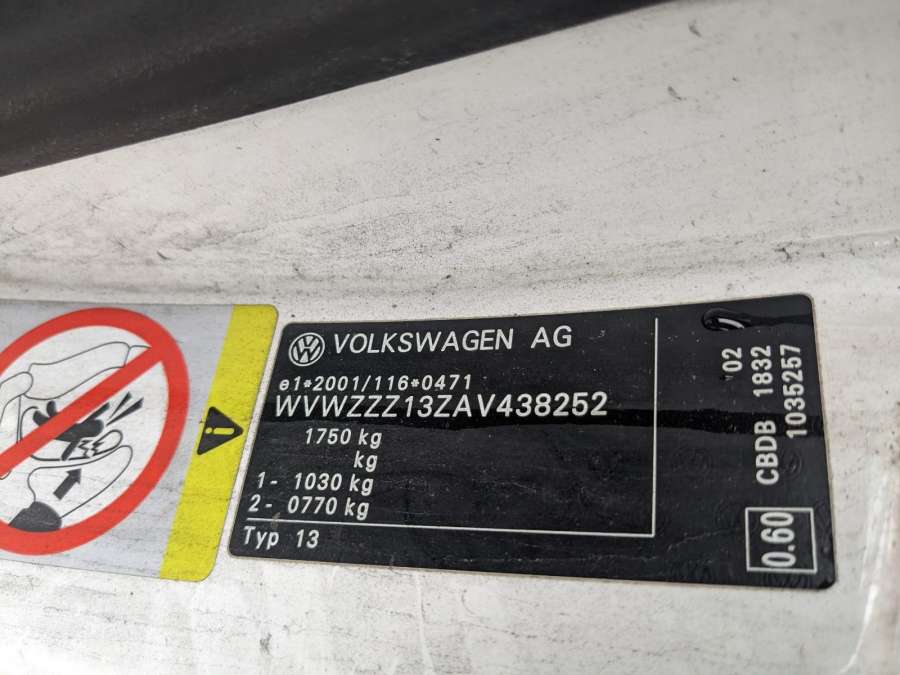 VOLKSWAGEN AG
e1*2001/116*0471
WVWZZZ13ZAV438252
1750 kg
kg
1- 1030 kg
2- 0770 kg
Typ 13
02
CBDB 1832
1035257
0.60